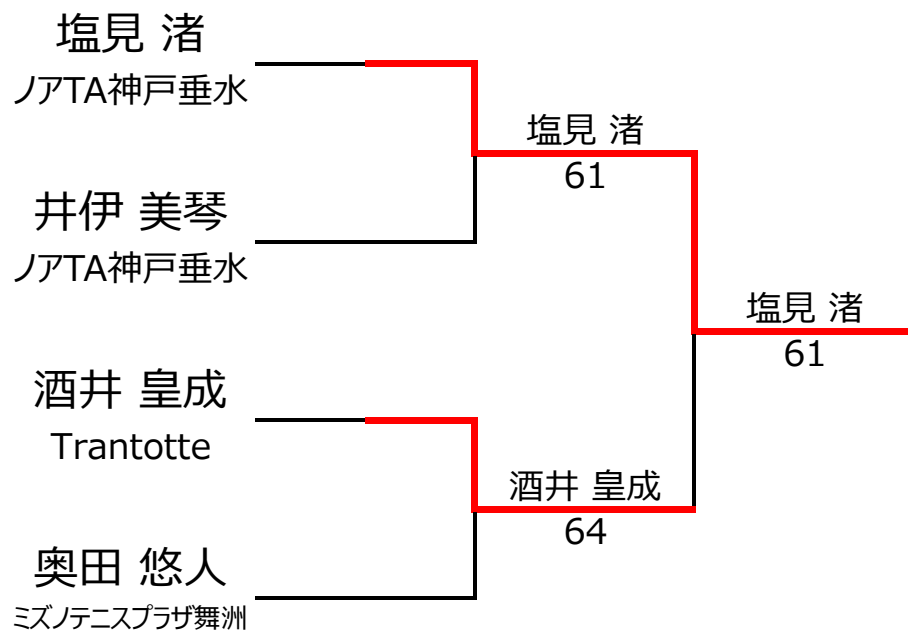 塩見 渚
ノアTA神戸垂水
塩見 渚
61
井伊 美琴
ノアTA神戸垂水
塩見 渚
61
酒井 皇成
Trantotte
酒井 皇成
64
奥田 悠人
ミズノテニスプラザ舞洲